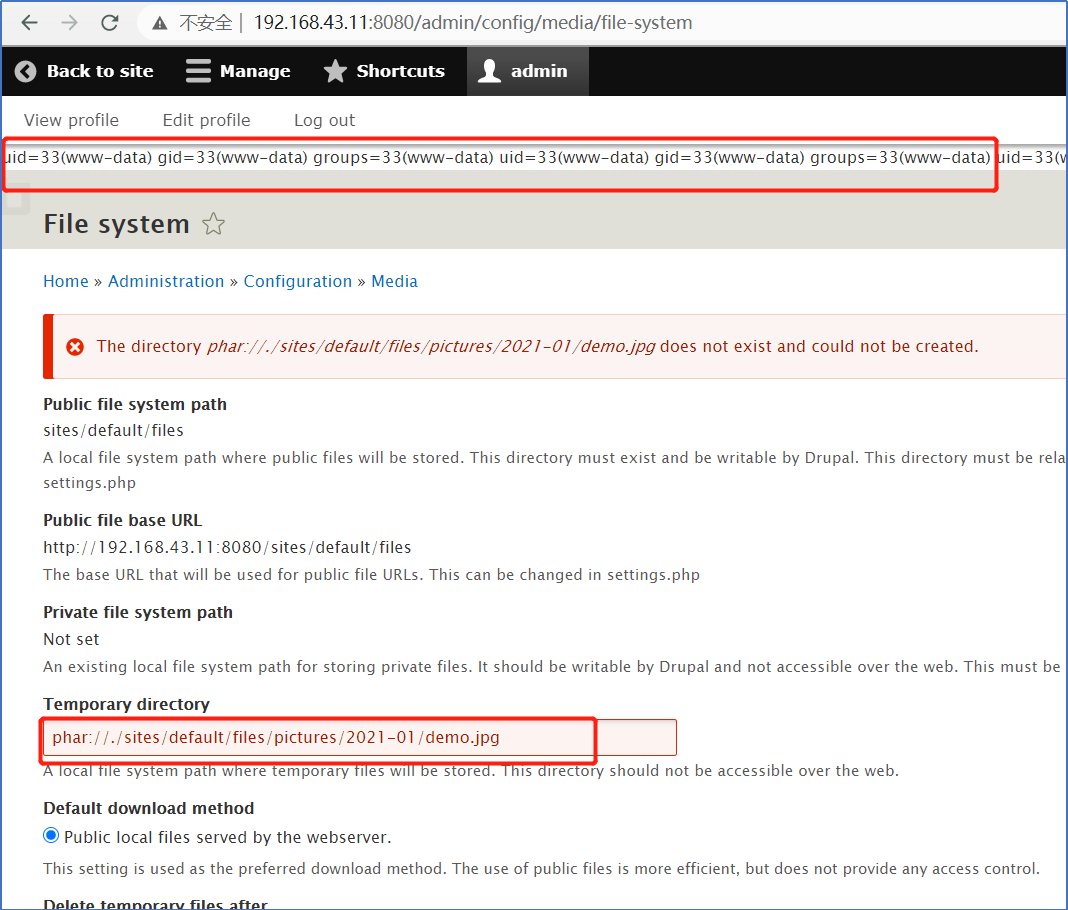 不安全 | 192.168.43.11:8080/admin/config/media/file-system
Back to site Manage Shortcuts admin
View profile Edit profile Log out
uid=33(www-data) gid=33(www-data) groups=33(www-data) uid=33(www-data) gid=33(www-data) groups=33(www-data) uid=33(w
File system
Home » Administration » Configuration » Media
The directory phar://./sites/default/files/pictures/2021-01/demo.jpg does not exist and could not be created.
Public file system path
sites/default/files
A local file system path where public files will be stored. This directory must exist and be writable by Drupal. This directory must be rela
settings.php
Public file base URL
http://192.168.43.11:8080/sites/default/files
The base URL that will be used for public file URLs. This can be changed in settings.php
Private file system path
Not set
An existing local file system path for storing private files. It should be writable by Drupal and not accessible over the web. This must be
Temporary directory
phar://./sites/default/files/pictures/2021-01/demo.jpg
A local file system path where temporary files will be stored. This directory should not be accessible over the web.
Default download method
Public local files served by the webserver.
This setting is used as the preferred download method. The use of public files is more efficient, but does not provide any access control.
Delete temporary files after